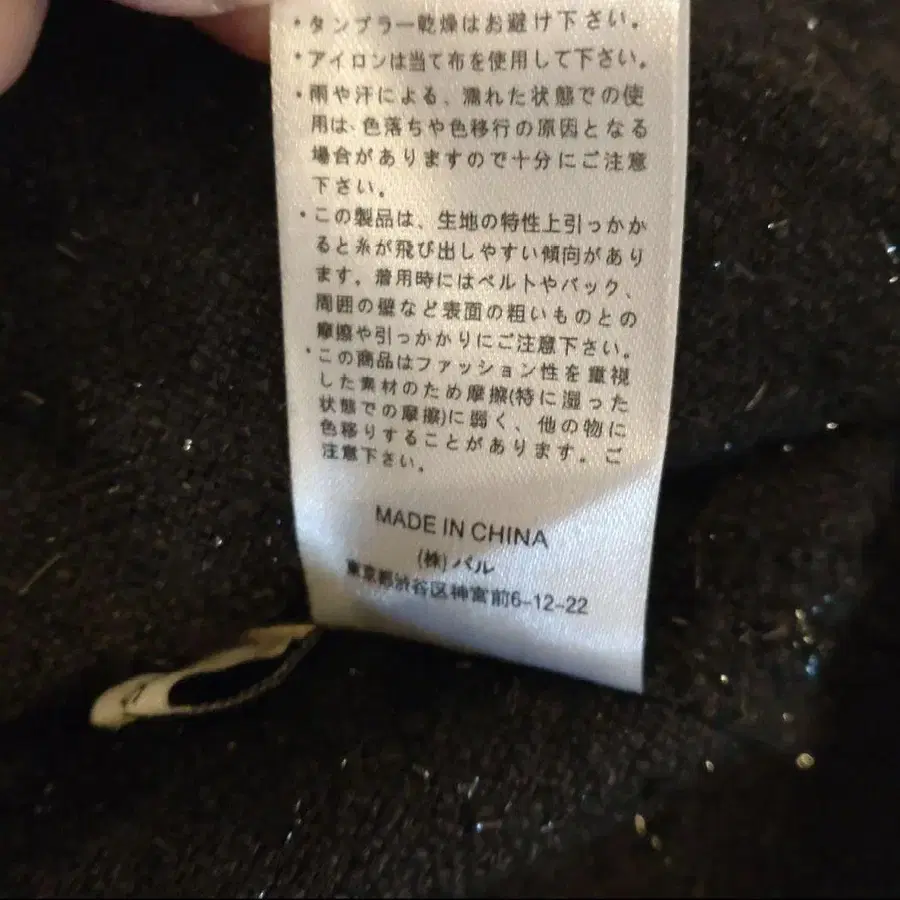 ・タンブラー乾燥はお避け下さい。
・アイロンは当て布を使用して下さい。
・雨や汗による、濡れた状態での使
用は、色落ちや色移行の原因となる
場合がありますので十分にご注意
下さい。
・この製品は、生地の特性上引っかか
ると糸が飛び出しやすい傾向があり
ます。着用時にはベルトやバック、
周囲の壁など表面の粗いものとの
摩擦や引っかかりにご注意下さい。
・この商品はファッション性を重視
した素材のため摩擦(特に湿った
状態での摩擦)に弱く、他の物に
色移りすることがあります。ご
注意下さい。
MADE IN CHINA
(株)パル
東京都渋谷区神宮前6-12-22